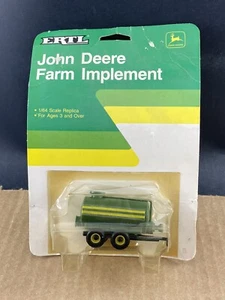 ERTL
John Deere
Farm Implement
• 1/64 Scale Replica
• For Ages 3 and Over